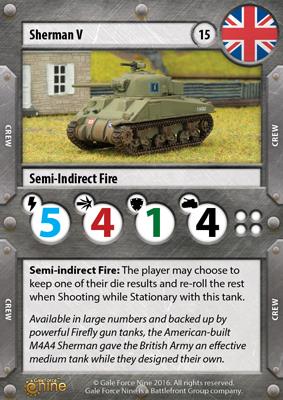 Sherman V
15
CREW
CREW
Semi-Indirect Fire
5 4 1 4
CREW
CREW
Semi-indirect Fire: The player may choose to
keep one of their die results and re-roll the rest
when Shooting while Stationary with this tank.
Available in large numbers and backed up by
powerful Firefly gun tanks, the American-built
M4A4 Sherman gave the British Army an effective
medium tank while they designed their own.
Gale Force
nine
© Gale Force Nine 2016. All rights reserved.
Gale Force Nine is a Battlefront Group company.